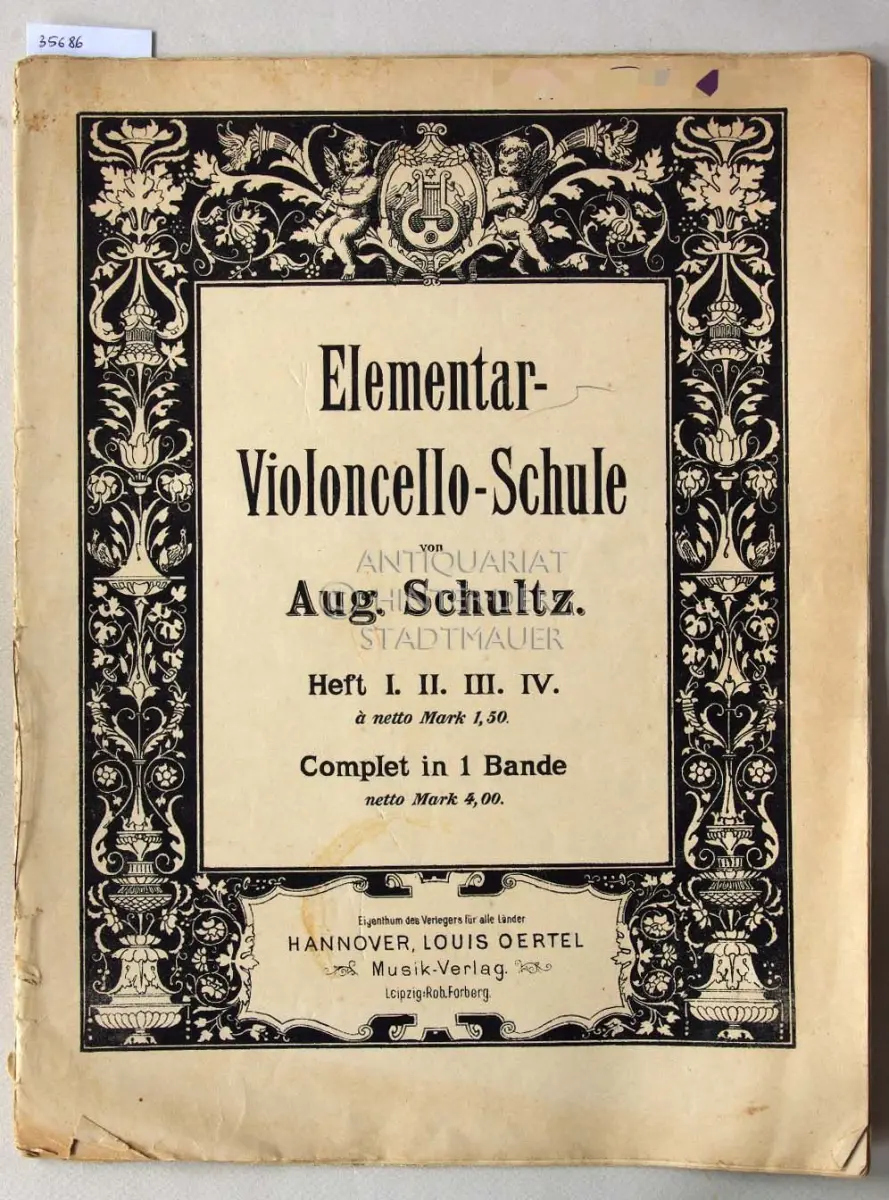 35686
Elementar-
Violoncello-Schule
von
ANTIQUARIAT
Aug. Schultz.
STADTMAUER
Heft I. II. III. IV.
à netto Mark 1,50.
Complet in 1 Bande
netto Mark 4,00.
Eigenthum des Verlegers für alle Länder
HANNOVER, LOUIS OERTEL
Musik-Verlag.
Leipzig: Rob. Forberg.